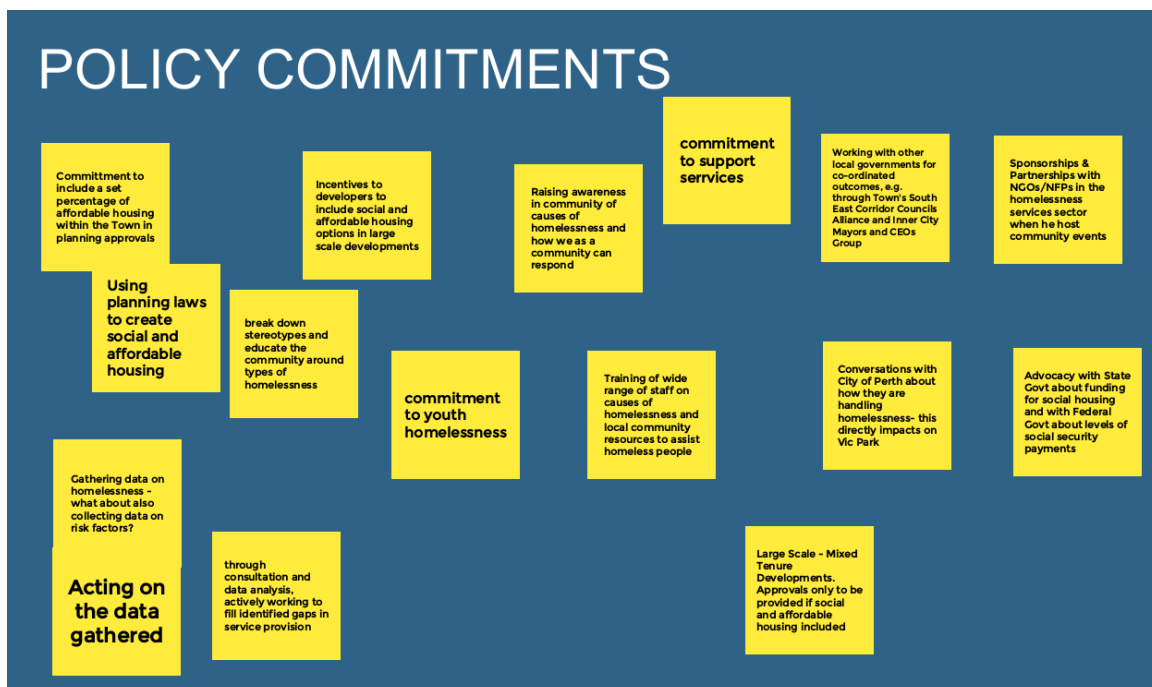 POLICY COMMITMENTS
Committment to
include a set
percentage of
affordable housing
within the Town in
planning approvals
Incentives to
developers to
include social and
affordable housing
options in large
scale developments
Raising awareness
in community of
causes of
homelessness and
how we as a
community can
respond
commitment
to support
serrvices
Working with other
local governments for
co-ordinated
outcomes, e.g.
through Town's South
East Corridor Councils
Alliance and Inner City
Mayors and CEOs
Group
Sponsorships &
Partnerships with
NGOs/NFPs in the
homelessness
services sector
when he host
community events
Using
planning laws
to create
social and
affordable
housing
break down
stereotypes and
educate the
community around
types of
homelessness
commitment
to youth
homelessness
Training of wide
range of staff on
causes of
homelessness and
local community
resources to assist
homeless people
Conversations with
City of Perth about
how they are
handling
homelessness- this
directly impacts on
Vic Park
Advocacy with State
Govt about funding
for social housing
and with Federal
Govt about levels of
social security
payments
Gathering data on
homelessness -
what about also
collecting data on
risk factors?
Acting on
the data
gathered
through
consultation and
data analysis,
actively working to
fill identified gaps in
service provision
Large Scale - Mixed
Tenure
Developments.
Approvals only to be
provided if social
and affordable
housing included